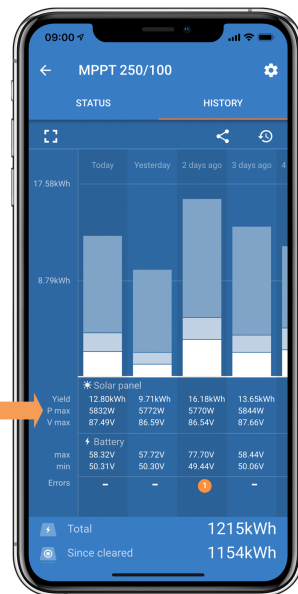 09:00
MPPT 250/100
STATUS HISTORY
Today Yesterday 2 days ago 3 days ago 4
17.58kWh
8.79kWh
Solar panel
Yield 12.80kWh 9.71kWh 16.18kWh 13.65kWh
P max 5832W 5772W 5770W 5844W
V max 87.49V 86.59V 86.54V 87.66V
Battery
max 58.32V 57.72V 77.70V 58.44V
min 50.31V 50.30V 49.44V 50.06V
Errors – – 1 –
Total 1215kWh
Since cleared 1154kWh